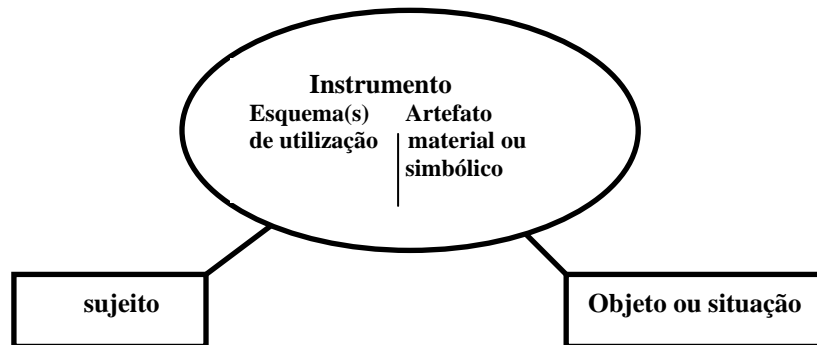 Instrumento
Esquema(s) Artefato
de utilização material ou
simbólico
sujeito Objeto ou situação